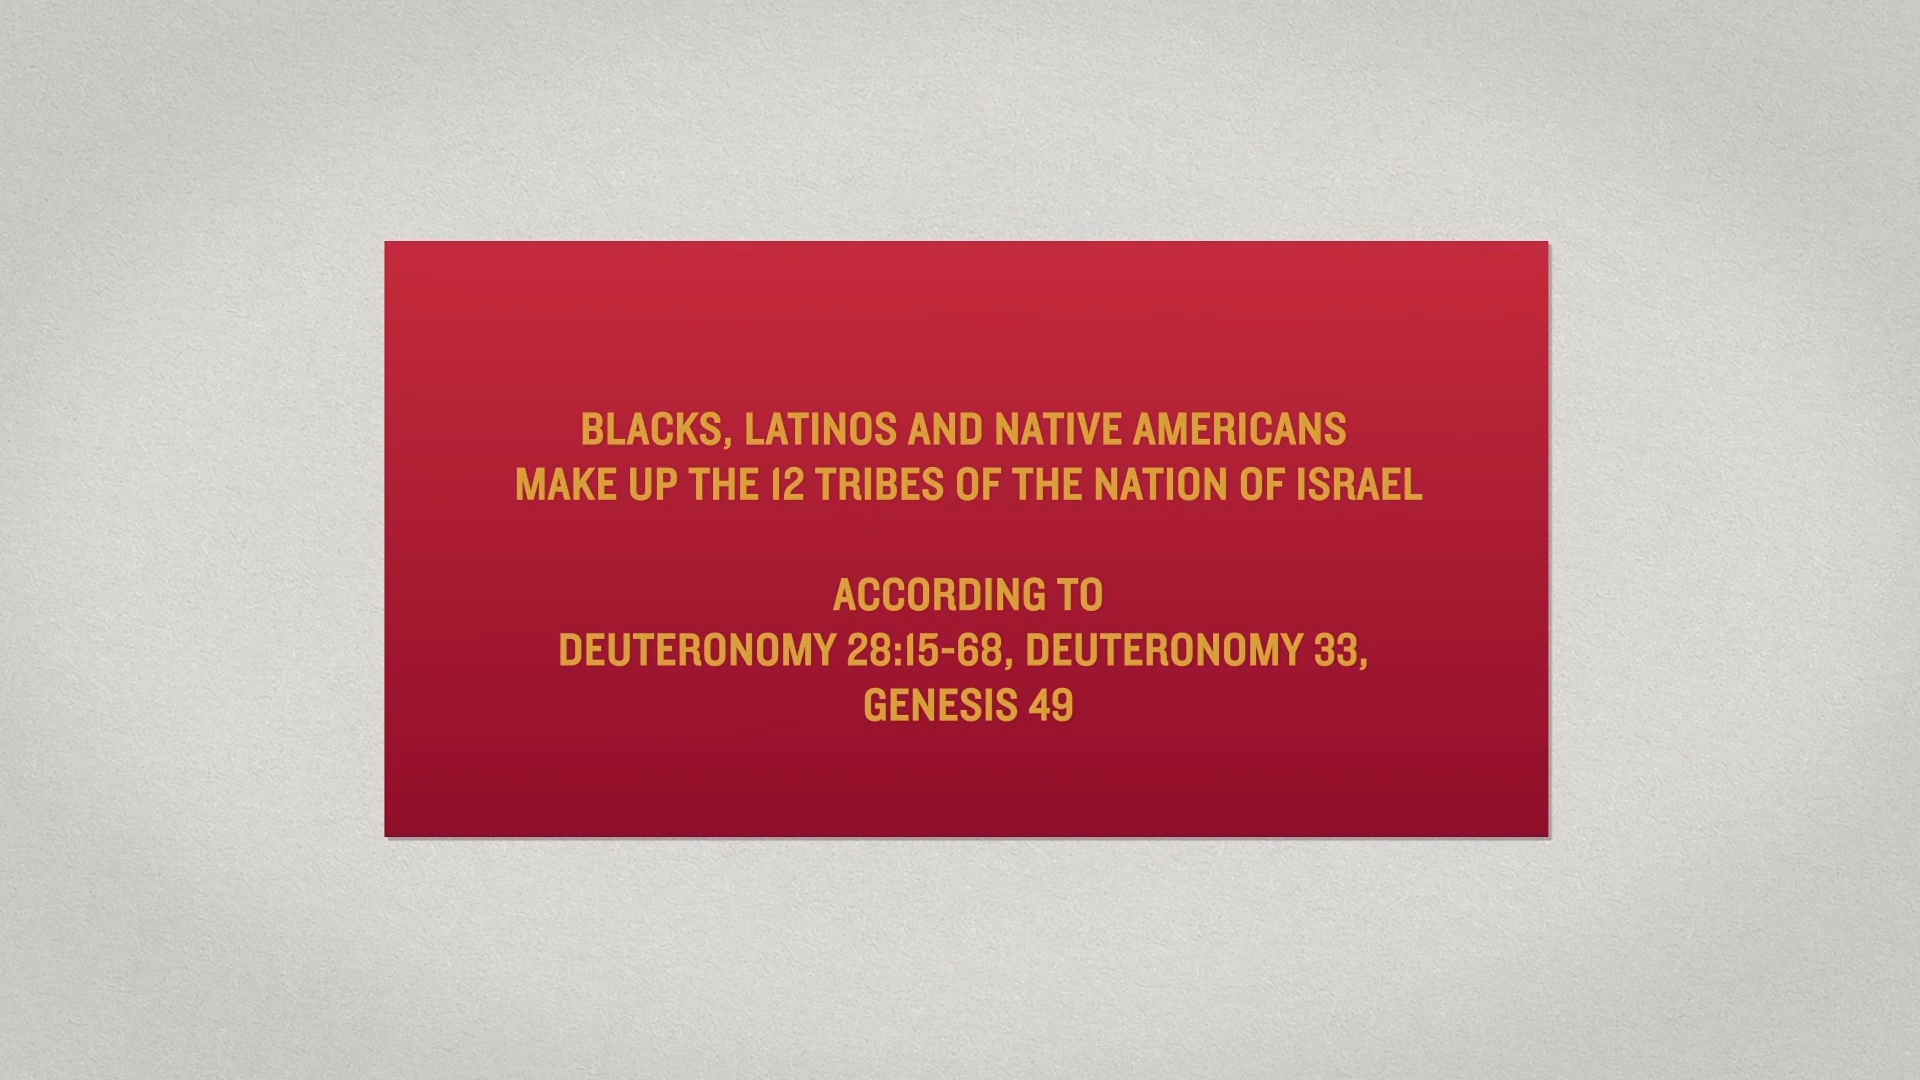 BLACKS, LATINOS AND NATIVE AMERICANS
MAKE UP THE 12 TRIBES OF THE NATION OF ISRAEL
ACCORDING TO
DEUTERONOMY 28:15-68, DEUTERONOMY 33,
GENESIS 49